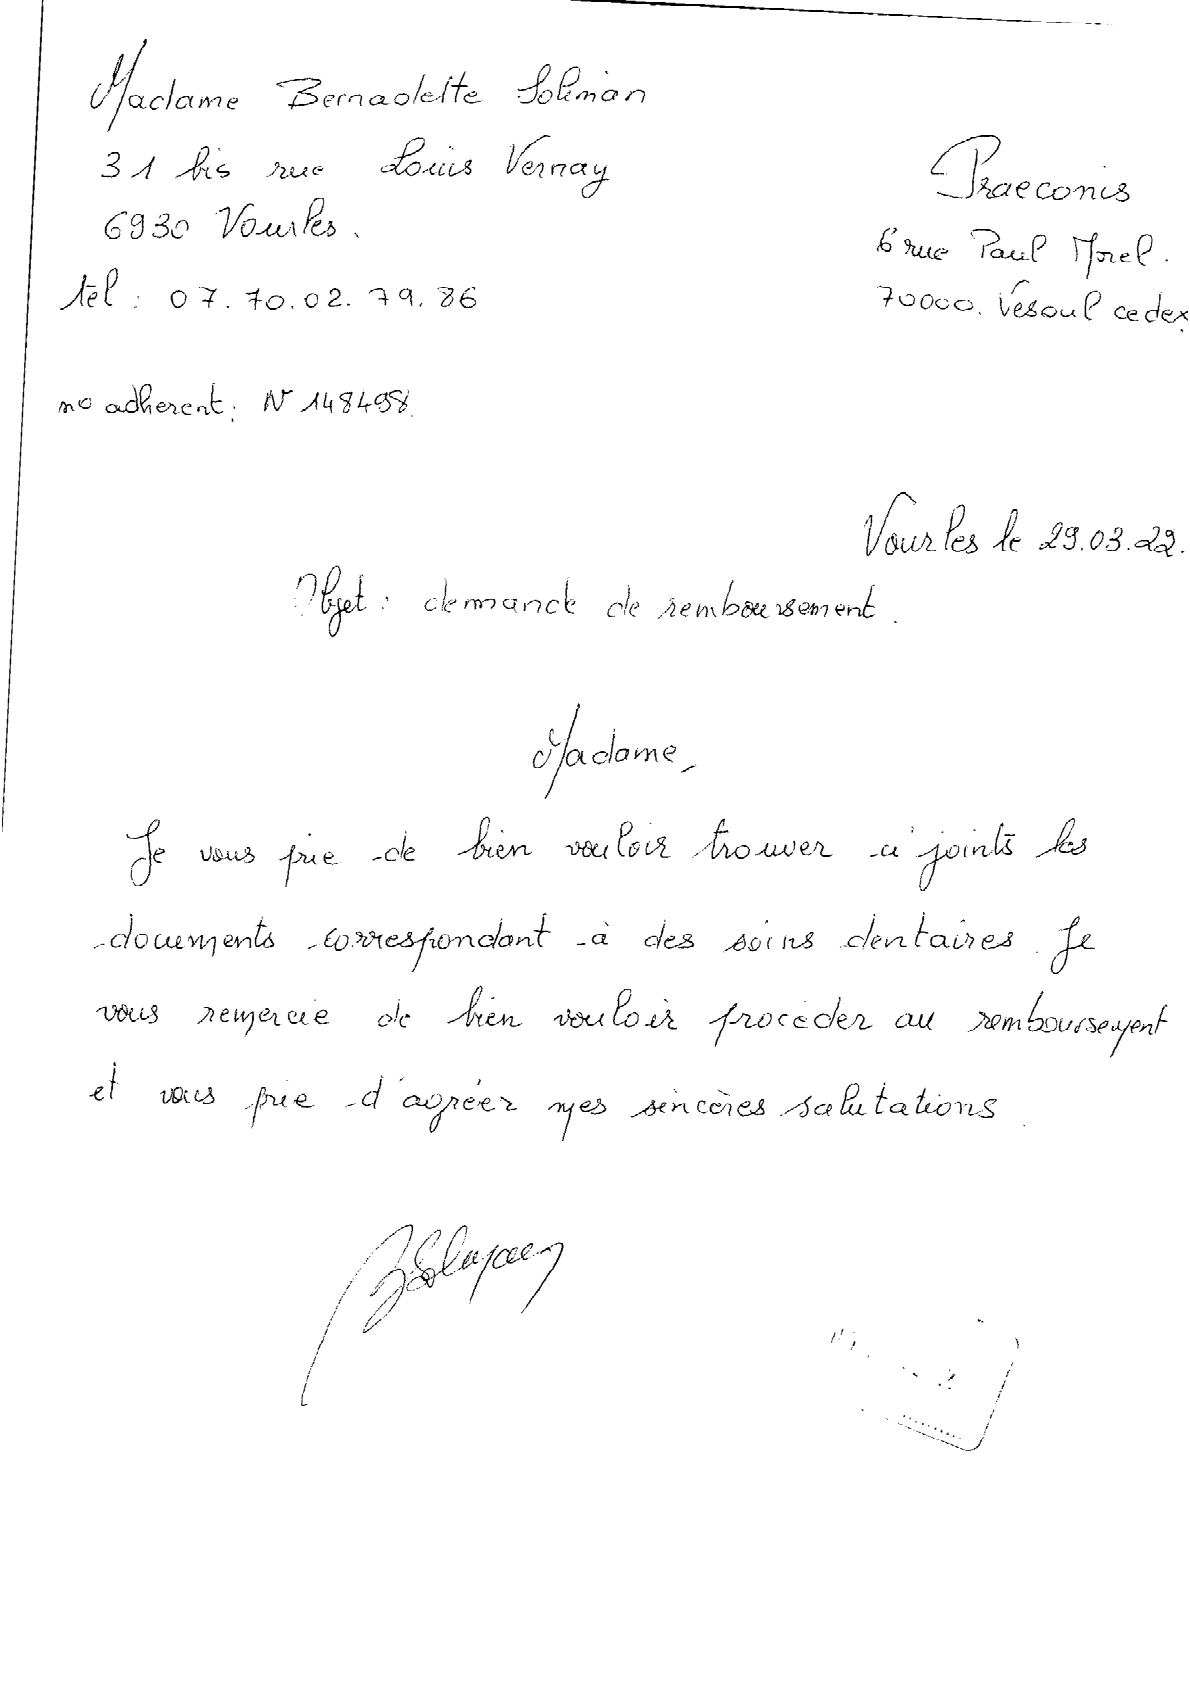 Madame Bernadette Soliman
31 bis rue Louis Vernay
6930 Vourles.
tél : 07.70.02.79.86
Praeconis
6 rue Paul Morel.
70000. Vesoul cedex.
no adherent: N 148498
Vourles le 29.03.22.
Objet : demande de remboursement.
Madame,
Je vous prie de bien vouloir trouver ci joints les
documents correspondant à des soins dentaires. Je
vous remercie de bien vouloir procéder au remboursement
et vous prie d'agréer mes sincères salutations.